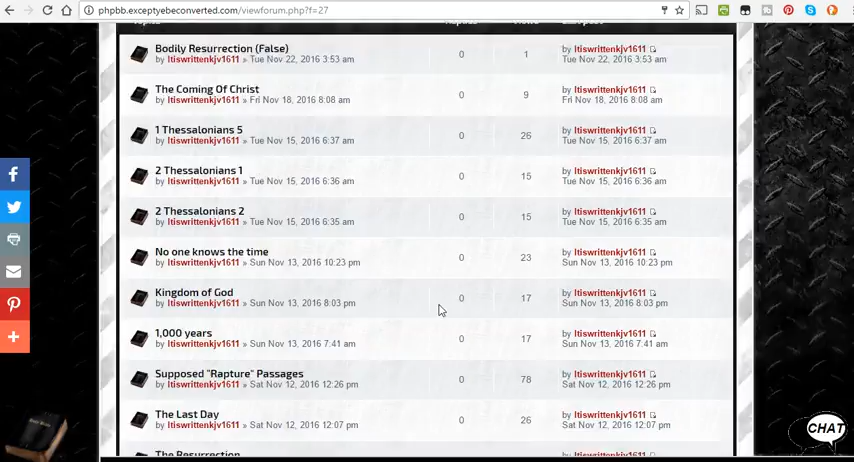 phpbb.exceptyebeconverted.com/viewforum.php?f=27
Bodily Resurrection (False)
by Itiswrittenkjv1611 » Tue Nov 22, 2016 3:53 am
0
1
by Itiswrittenkjv1611
Tue Nov 22, 2016 3:53 am
The Coming Of Christ
by Itiswrittenkjv1611 » Fri Nov 18, 2016 8:08 am
0
9
by Itiswrittenkjv1611
Fri Nov 18, 2016 8:08 am
1 Thessalonians 5
by Itiswrittenkjv1611 » Tue Nov 15, 2016 6:37 am
0
26
by Itiswrittenkjv1611
Tue Nov 15, 2016 6:37 am
2 Thessalonians 1
by Itiswrittenkjv1611 » Tue Nov 15, 2016 6:36 am
0
15
by Itiswrittenkjv1611
Tue Nov 15, 2016 6:36 am
2 Thessalonians 2
by Itiswrittenkjv1611 » Tue Nov 15, 2016 6:35 am
0
15
by Itiswrittenkjv1611
Tue Nov 15, 2016 6:35 am
No one knows the time
by Itiswrittenkjv1611 » Sun Nov 13, 2016 10:23 pm
0
23
by Itiswrittenkjv1611
Sun Nov 13, 2016 10:23 pm
Kingdom of God
by Itiswrittenkjv1611 » Sun Nov 13, 2016 8:03 pm
0
17
by Itiswrittenkjv1611
Sun Nov 13, 2016 8:03 pm
1,000 years
by Itiswrittenkjv1611 » Sun Nov 13, 2016 7:41 am
0
17
by Itiswrittenkjv1611
Sun Nov 13, 2016 7:41 am
Supposed "Rapture" Passages
by Itiswrittenkjv1611 » Sat Nov 12, 2016 12:26 pm
0
78
by Itiswrittenkjv1611
Sat Nov 12, 2016 12:26 pm
The Last Day
by Itiswrittenkjv1611 » Sat Nov 12, 2016 12:07 pm
0
26
by Itiswrittenkjv1611
Sat Nov 12, 2016 12:07 pm
The Resurrection
by Itiswrittenkjv1611
CHAT